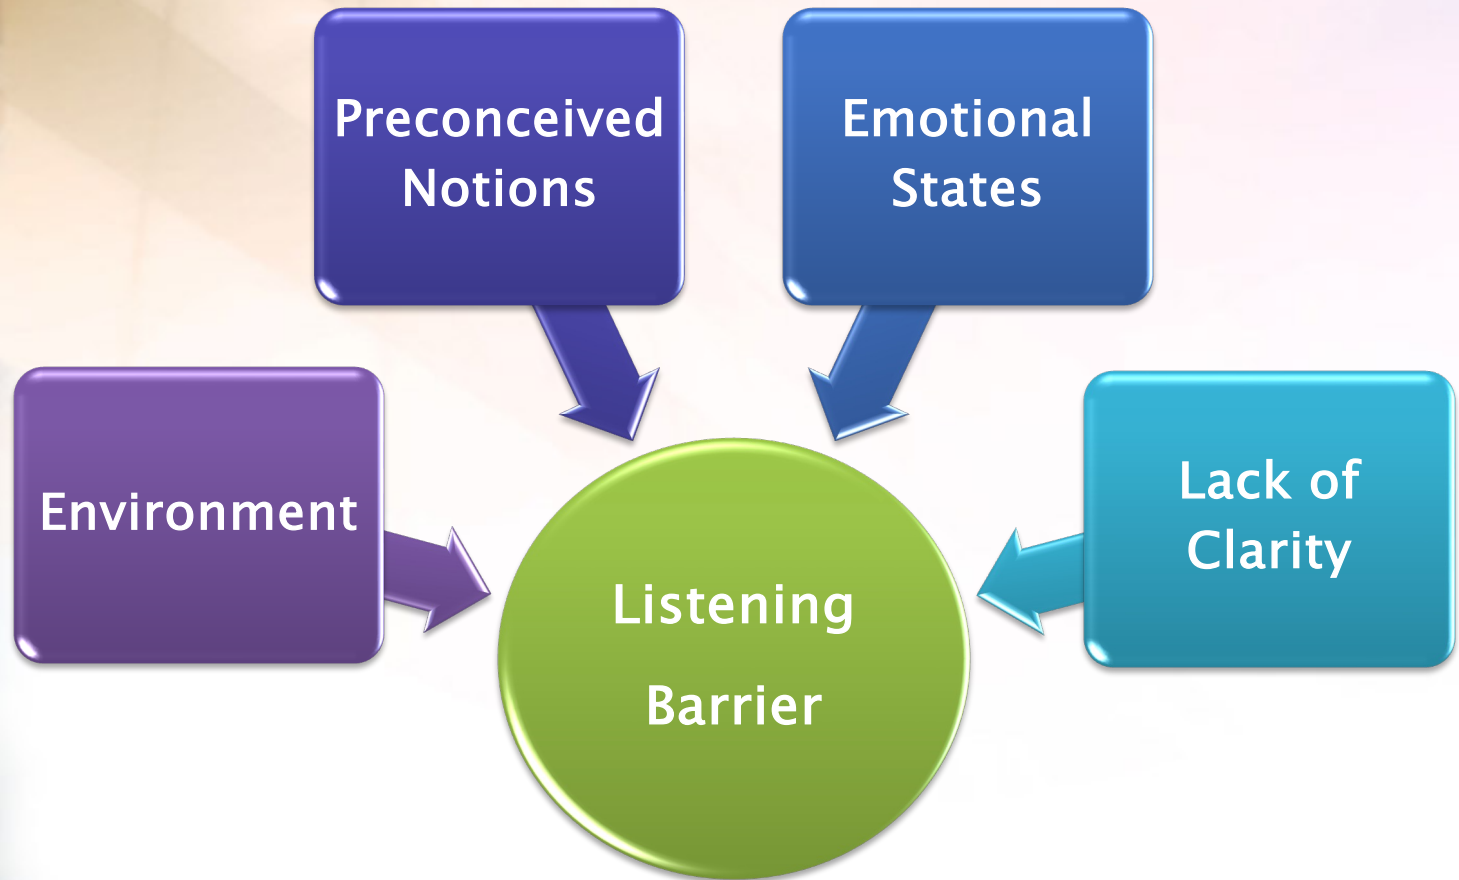 Preconceived
Notions
Emotional
States
Environment
Lack of
Clarity
Listening
Barrier